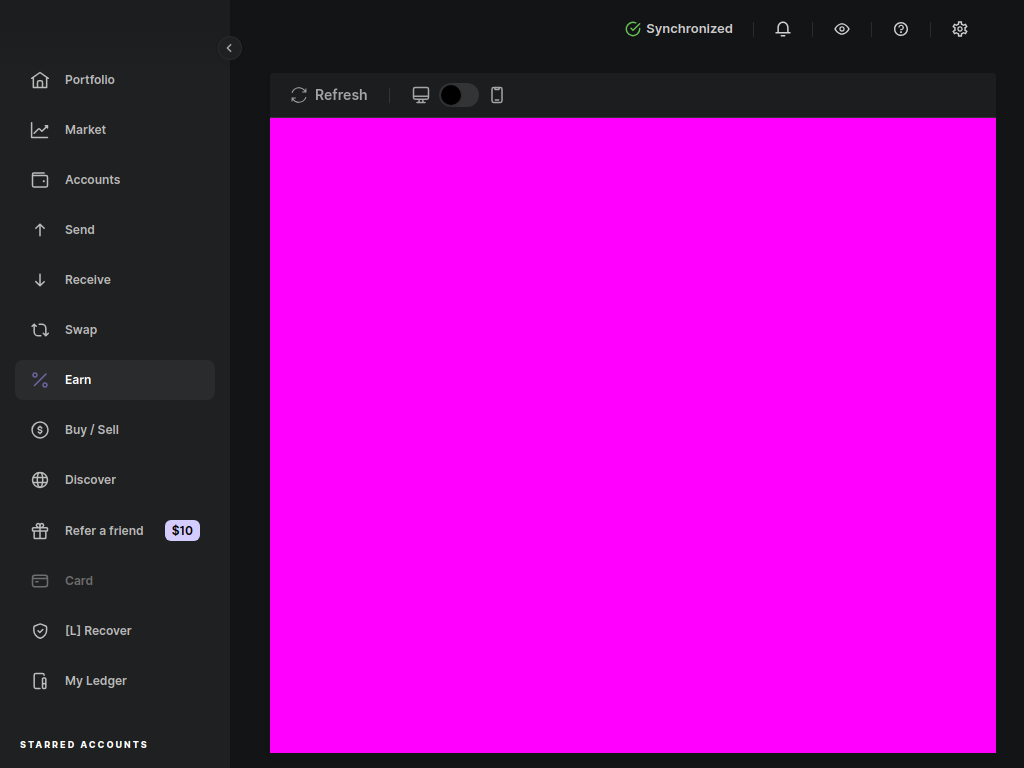 Synchronized
Portfolio
Market
Accounts
Send
Receive
Swap
Earn
Buy / Sell
Discover
Refer a friend $10
Card
[L] Recover
My Ledger
STARRED ACCOUNTS
Refresh